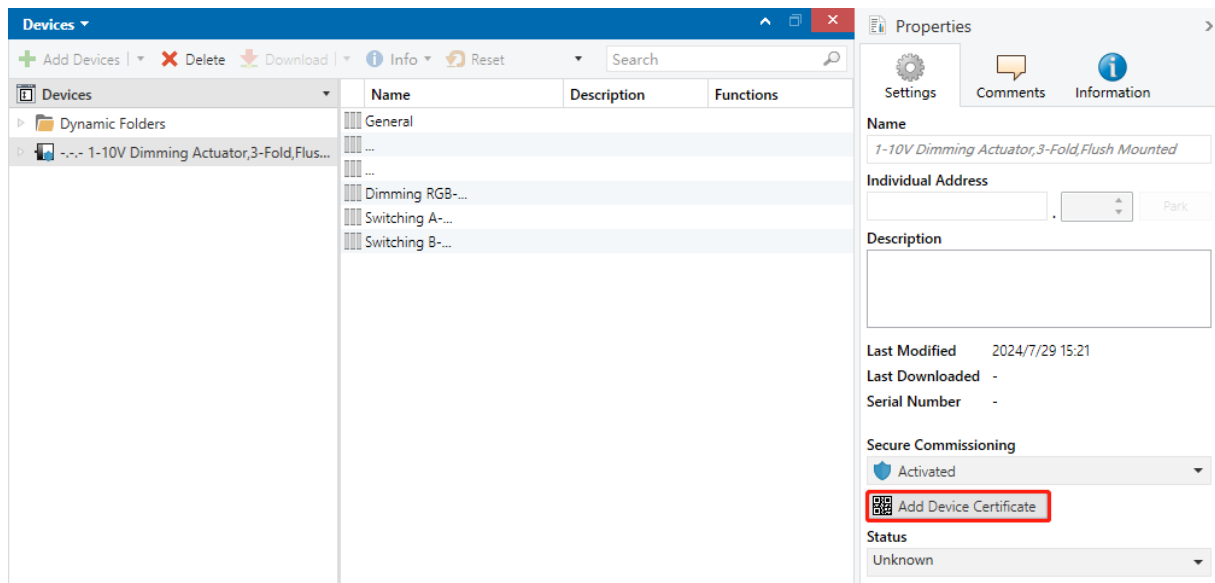 Devices
Add Devices Delete Download Info Reset Search
Devices
Dynamic Folders
-.-.- 1-10V Dimming Actuator,3-Fold,Flus...
Name Description Functions
General
...
...
Dimming RGB-...
Switching A-...
Switching B-...
Properties
Settings Comments Information
Name
1-10V Dimming Actuator,3-Fold,Flush Mounted
Individual Address
. Park
Description
Last Modified 2024/7/29 15:21
Last Downloaded -
Serial Number -
Secure Commissioning
Activated
Add Device Certificate
Status
Unknown